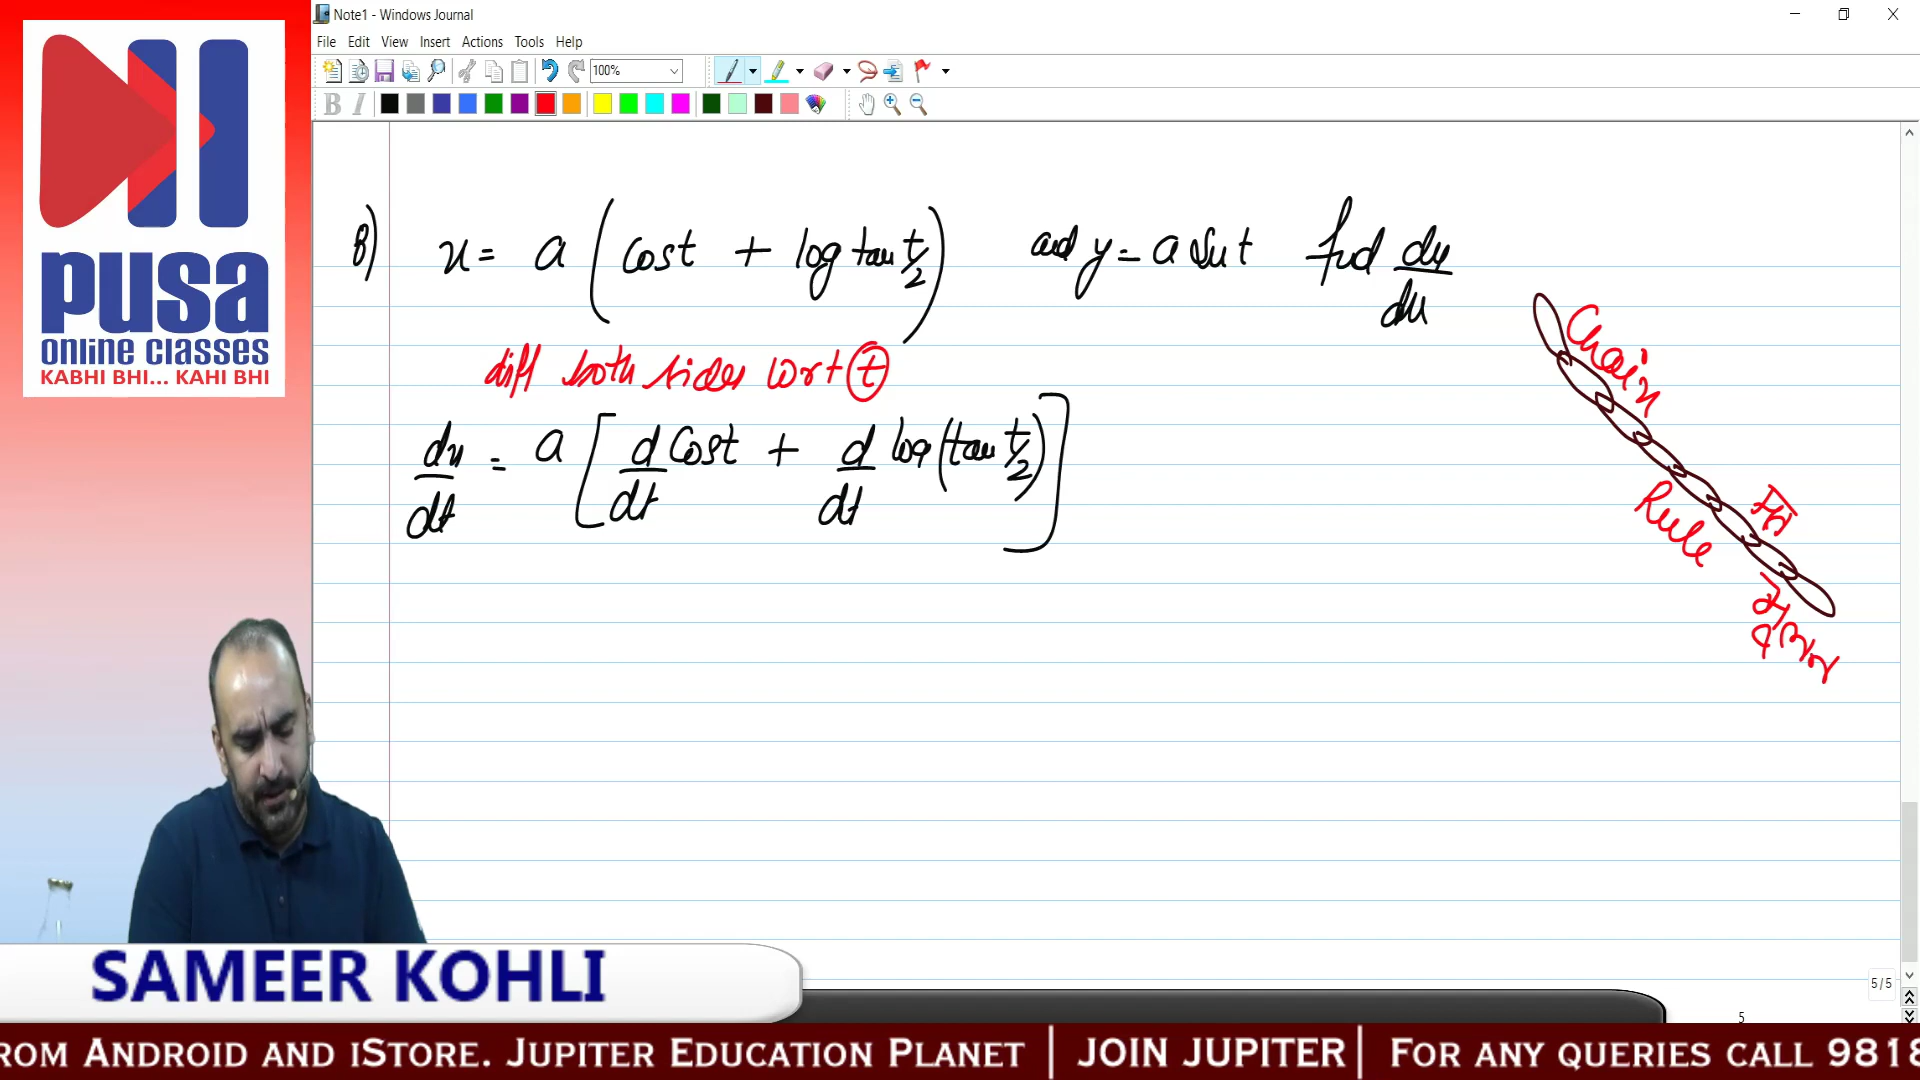 Note1 - Windows Journal
File Edit View Insert Actions Tools Help
100%
B I
PUSA
online classes
KABHI BHI... KAHI BHI
8) x = a (cost + log tan t/2) and y = a sin t find dy/dx
diff both sides w r t t
dx/dt = a [ d/dt cost + d/dt log(tan t/2) ]
Chain
Rule
SAMEER KOHLI
5 / 5
5
ROM ANDROID AND ISTORE. JUPITER EDUCATION PLANET | JOIN JUPITER | FOR ANY QUERIES CALL 9818